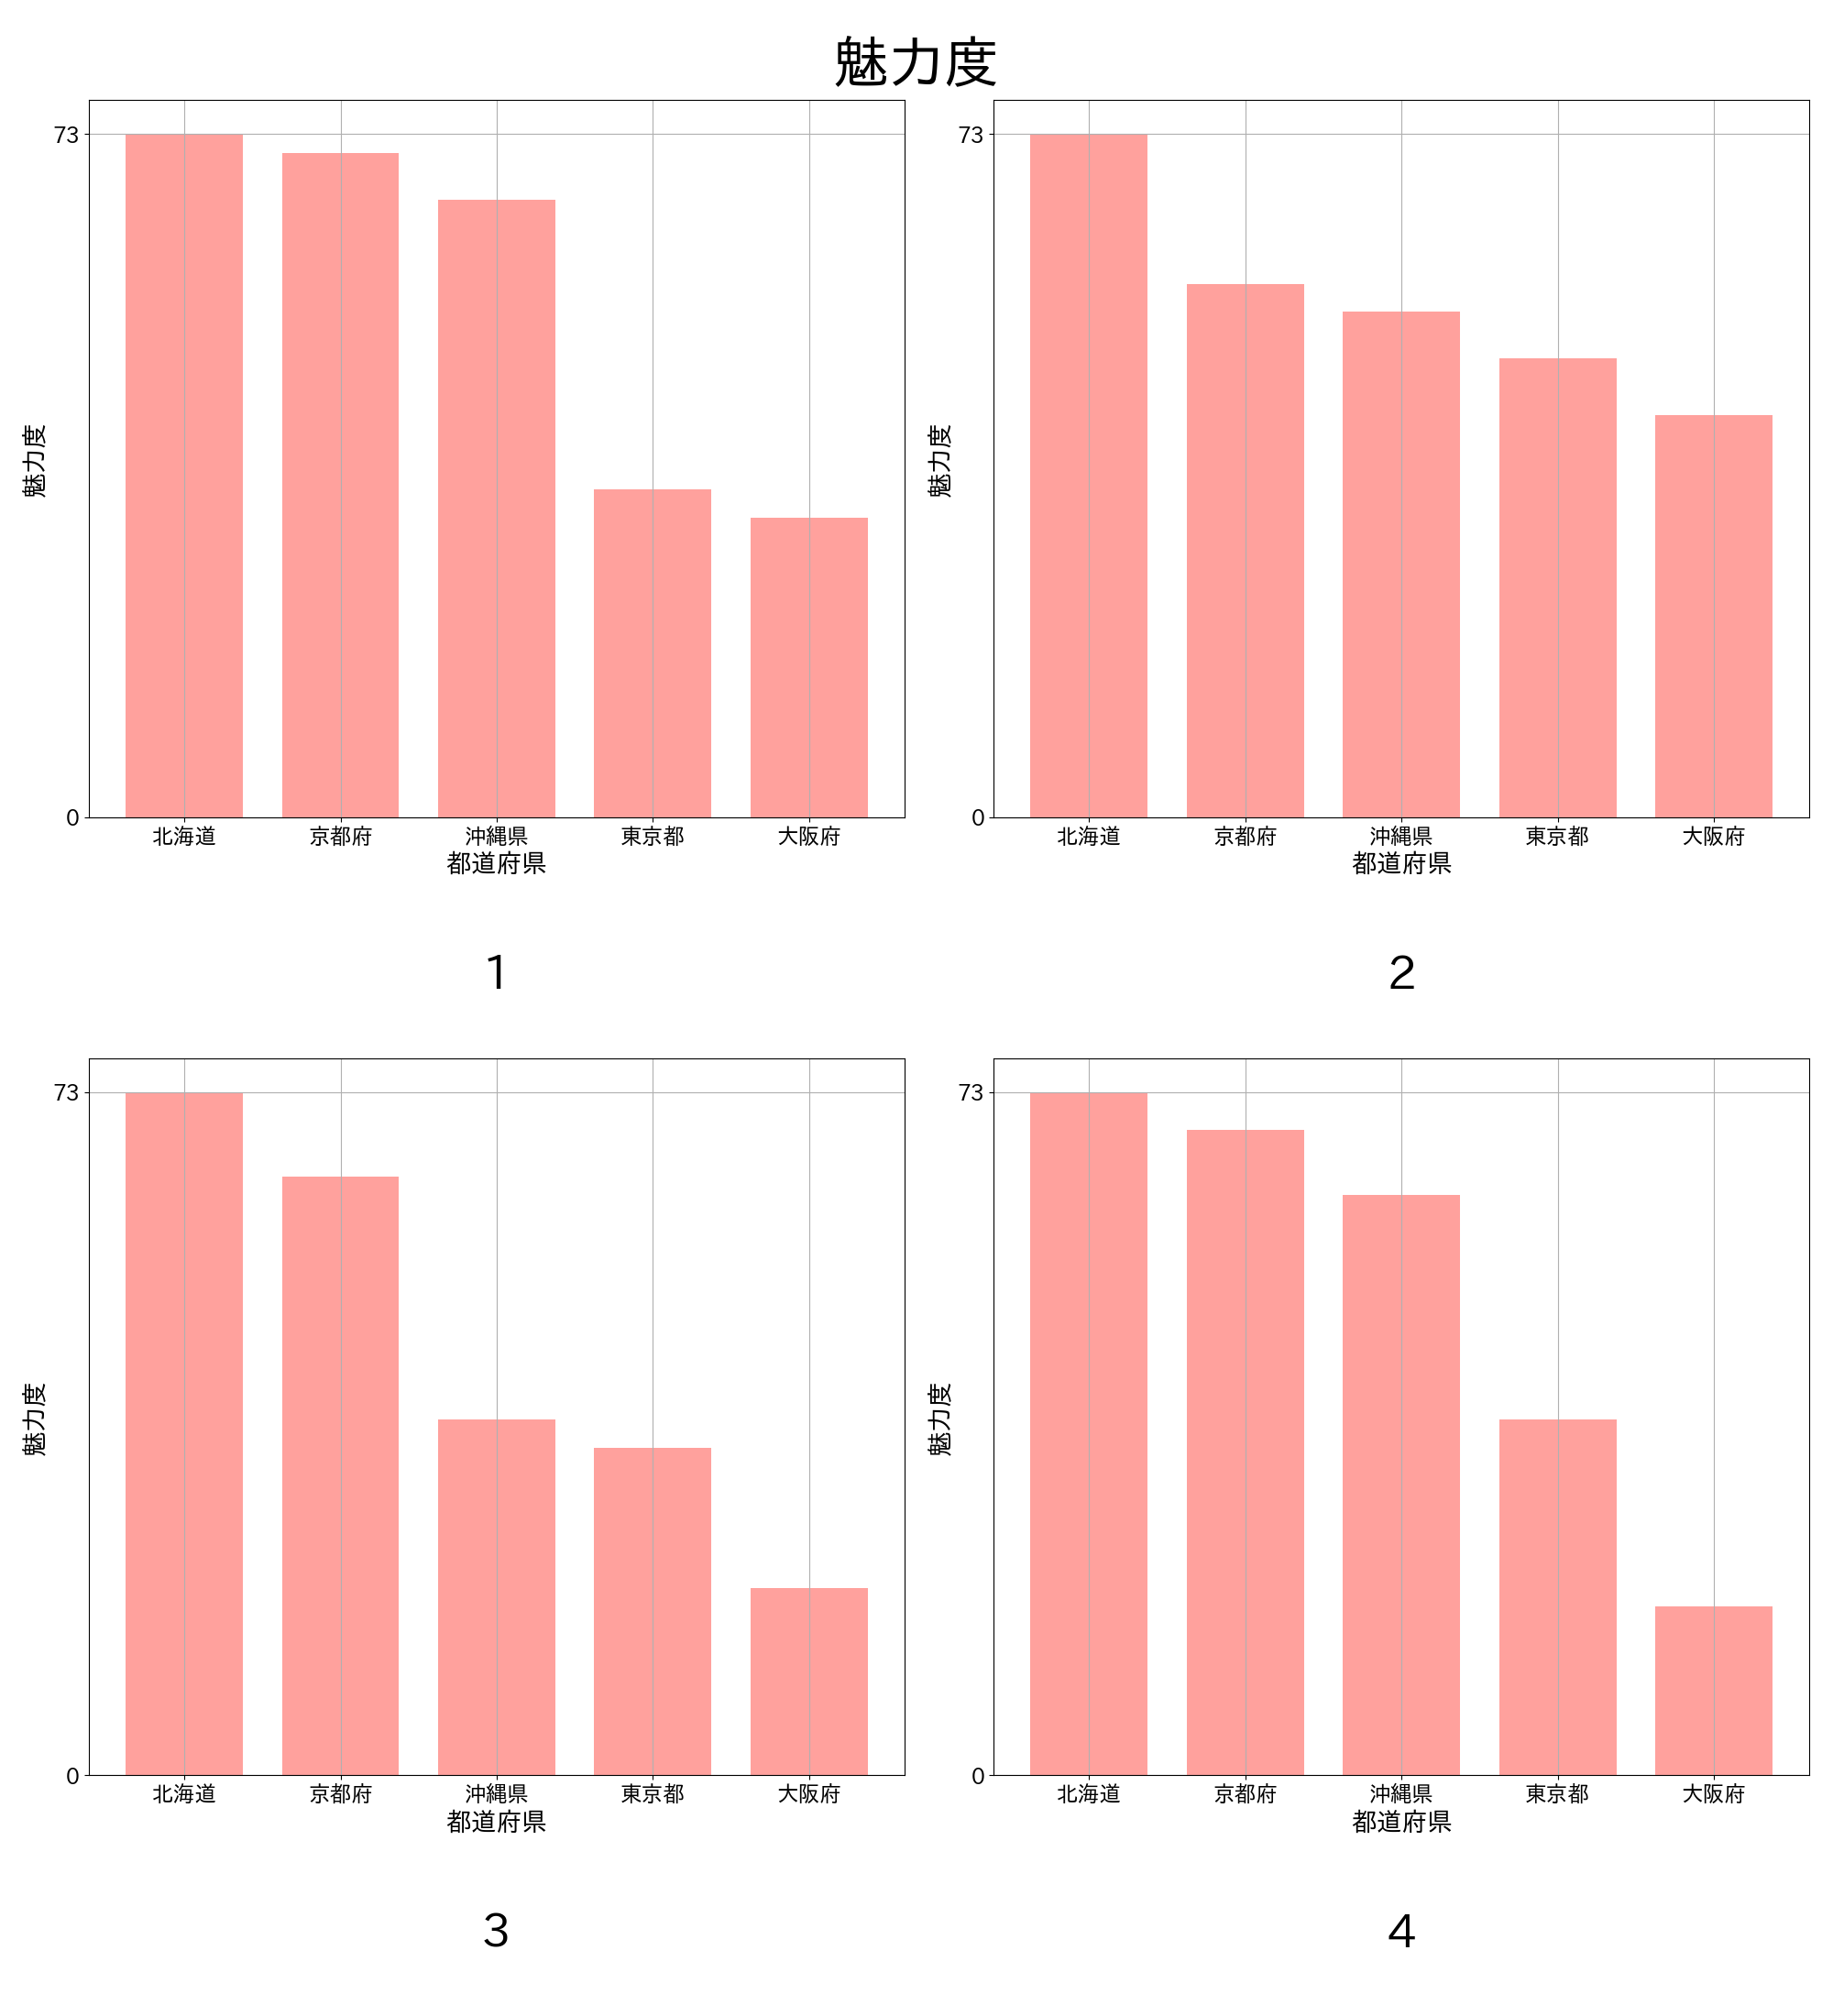 魅力度
73
0
魅力度
北海道 京都府 沖縄県 東京都 大阪府
都道府県
1
73
0
魅力度
北海道 京都府 沖縄県 東京都 大阪府
都道府県
2
73
0
魅力度
北海道 京都府 沖縄県 東京都 大阪府
都道府県
3
73
0
魅力度
北海道 京都府 沖縄県 東京都 大阪府
都道府県
4